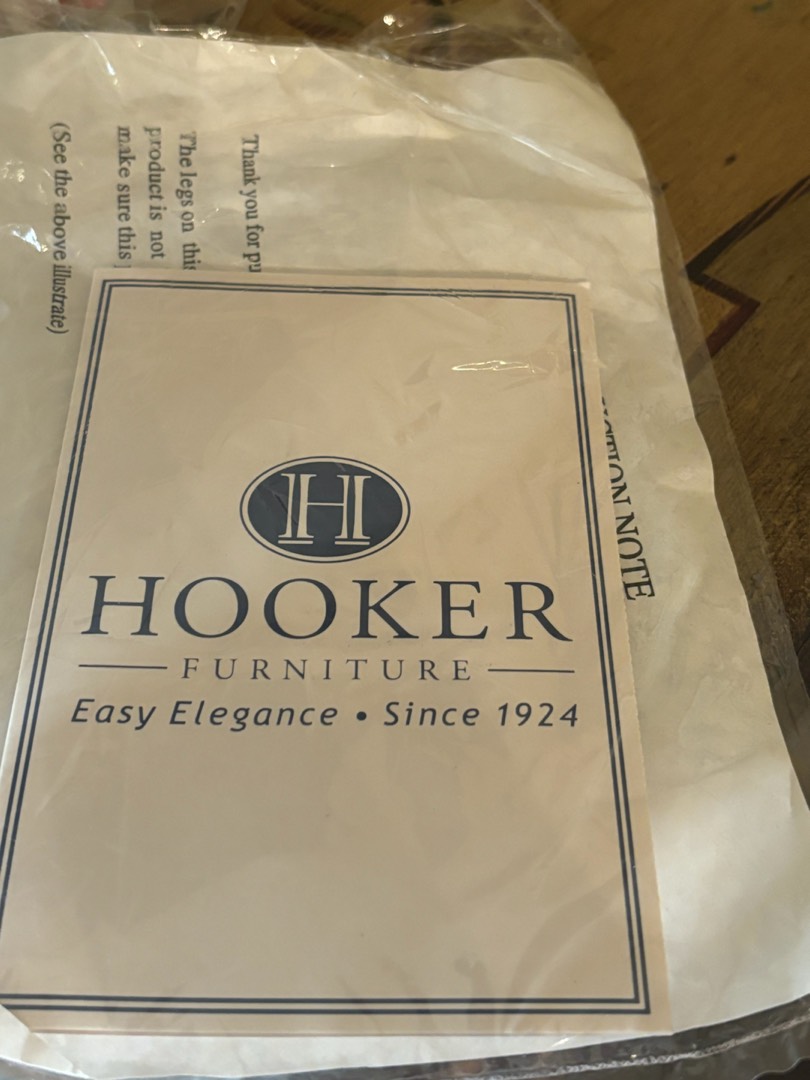 H
HOOKER
FURNITURE
Easy Elegance • Since 1924
NOTE
Thank you for
The legs on
product is not
make sure this
(See the above illustrate)